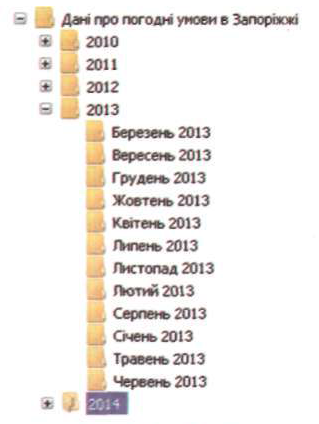 Дані про погодні умови в Запоріжжі
2010
2011
2012
2013
Березень 2013
Вересень 2013
Грудень 2013
Жовтень 2013
Квітень 2013
Липень 2013
Листопад 2013
Лютий 2013
Серпень 2013
Січень 2013
Травень 2013
Червень 2013
2014